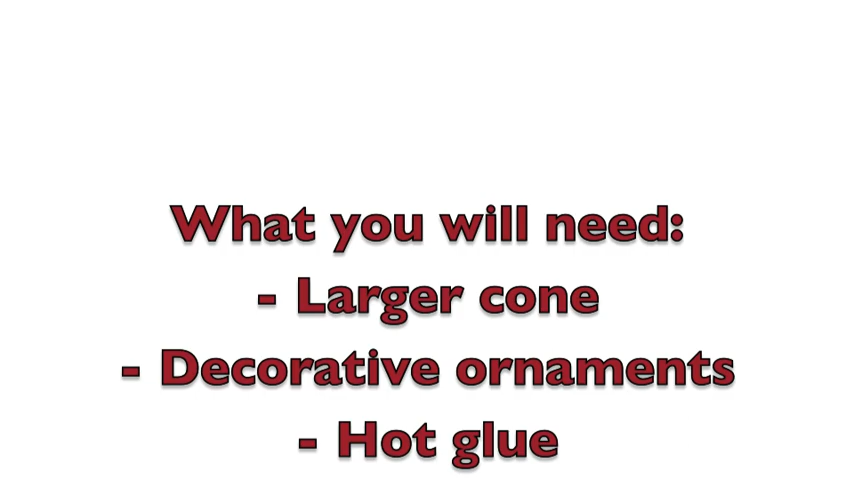 What you will need:
- Larger cone
- Decorative ornaments
- Hot glue